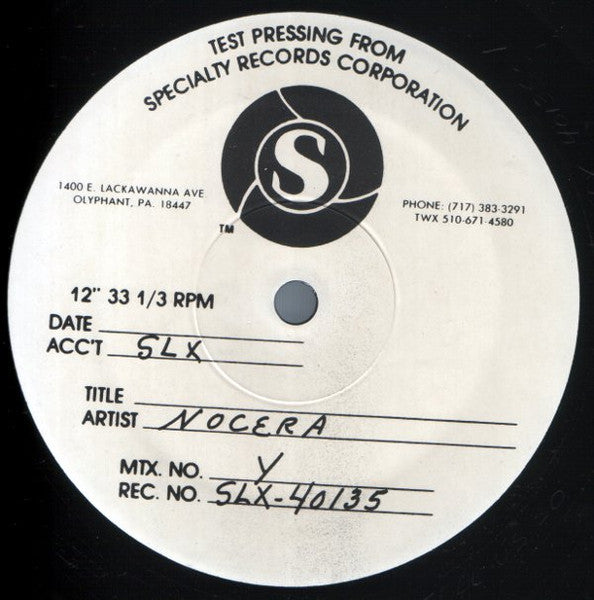 TEST PRESSING FROM
SPECIALTY RECORDS CORPORATION
S
1400 E. LACKAWANNA AVE
OLYPHANT, PA. 18447
PHONE: (717) 383-3291
TWX 510-671-4580
TM
12" 33 1/3 RPM
DATE
ACC'T SLX
TITLE
ARTIST NOCERA
MTX. NO. Y
REC. NO. SLX-40135